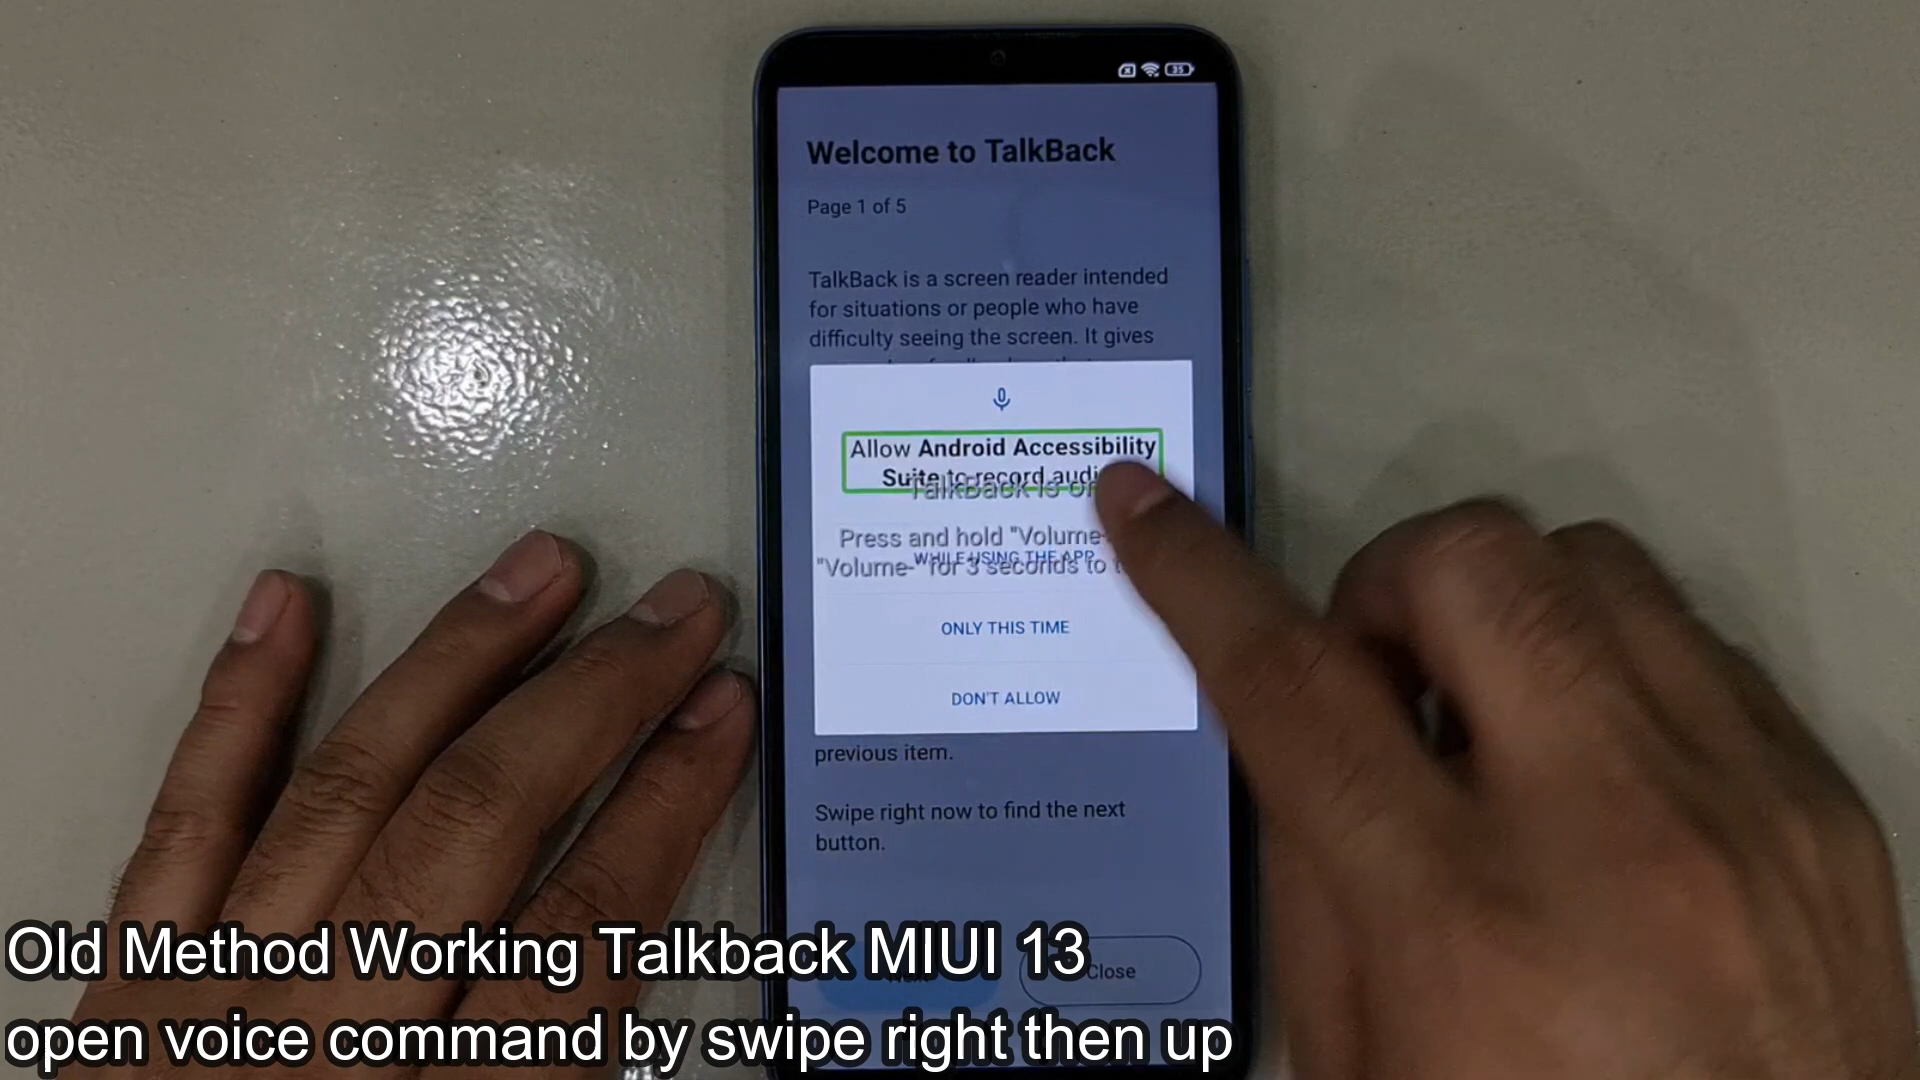 35
Welcome to TalkBack
Page 1 of 5
TalkBack is a screen reader intended
for situations or people who have
difficulty seeing the screen. It gives
Allow Android Accessibility
Suite to record
TalkBack is
Press and hold "Volume-
WHILE USING THE APP
"Volume-" for 3 seconds to
ONLY THIS TIME
DON'T ALLOW
previous item.
Swipe right now to find the next
button.
Close
Old Method Working Talkback MIUI 13
open voice command by swipe right then up